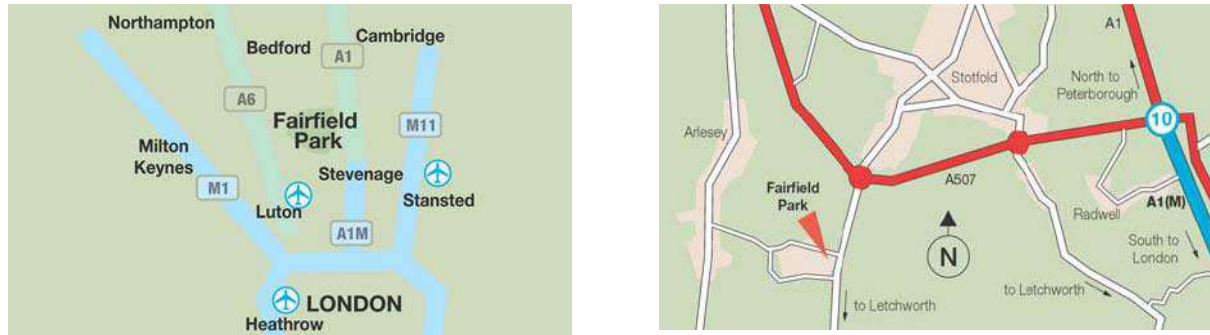 Northampton
Bedford
Cambridge
A1
A6
Fairfield
Park
M11
Milton
Keynes
Stevenage
M1
Luton
Stansted
A1M
LONDON
Heathrow
A1
Stotfold
North to
Peterborough
10
Arlesey
A507
Fairfield
Park
Radwell
A1(M)
South to
London
N
to Letchworth
to Letchworth